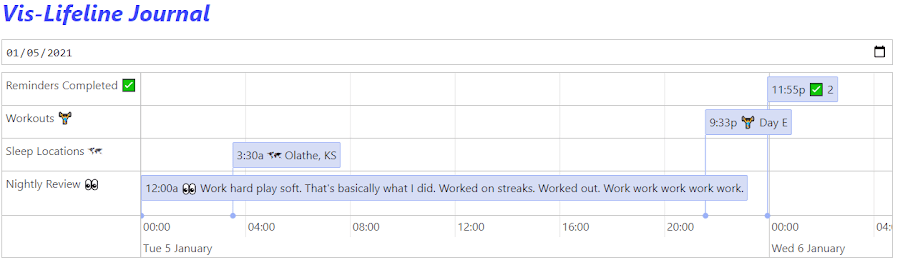 Vis-Lifeline Journal
01/05/2021
Reminders Completed ✅ 11:55p ✅ 2
Workouts 9:33p Day E
Sleep Locations 🗺 3:30a 🗺 Olathe, KS
Nightly Review 👀 12:00a 👀 Work hard play soft. That's basically what I did. Worked on streaks. Worked out. Work work work work work.
00:00 04:00 08:00 12:00 16:00 20:00 00:00 04:
Tue 5 January Wed 6 January